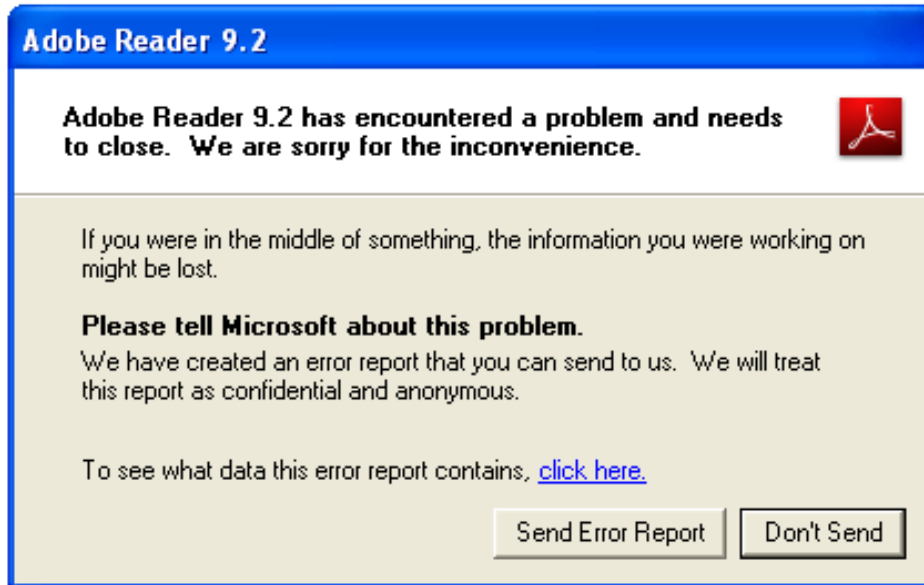 Adobe Reader 9.2
Adobe Reader 9.2 has encountered a problem and needs
to close.  We are sorry for the inconvenience.
If you were in the middle of something, the information you were working on
might be lost.
Please tell Microsoft about this problem.
We have created an error report that you can send to us.  We will treat
this report as confidential and anonymous.
To see what data this error report contains, click here.
Send Error Report
Don't Send